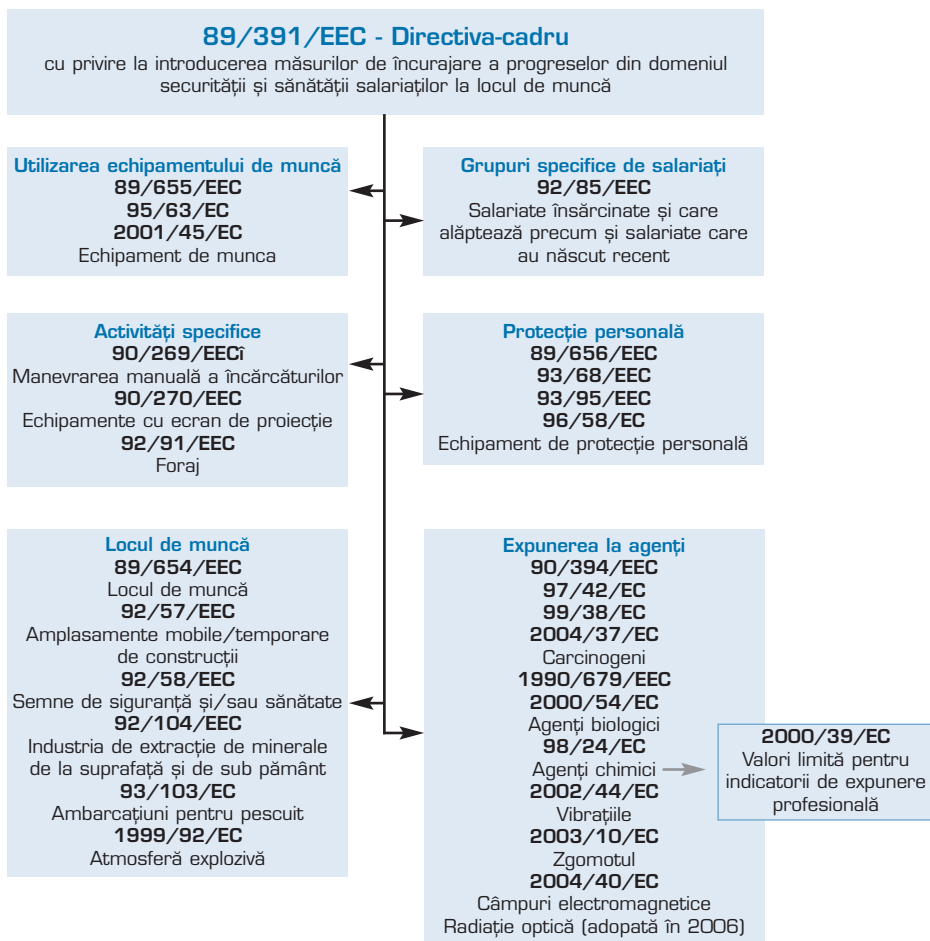 89/391/EEC - Directiva-cadru
cu privire la introducerea măsurilor de încurajare a progreselor din domeniul
securității și sănătății salariaților la locul de muncă
Utilizarea echipamentului de muncă
89/655/EEC
95/63/EC
2001/45/EC
Echipament de munca
Grupuri specifice de salariați
92/85/EEC
Salariate însărcinate și care
alăptează precum și salariate care
au născut recent
Activități specifice
90/269/EECî
Manevrarea manuală a încărcăturilor
90/270/EEC
Echipamente cu ecran de proiecție
92/91/EEC
Foraj
Protecție personală
89/656/EEC
93/68/EEC
93/95/EEC
96/58/EC
Echipament de protecție personală
Locul de muncă
89/654/EEC
Locul de muncă
92/57/EEC
Amplasamente mobile/temporare
de construcții
92/58/EEC
Semne de siguranță și/sau sănătate
92/104/EEC
Industria de extracție de minerale
de la suprafață și de sub pământ
93/103/EC
Ambarcațiuni pentru pescuit
1999/92/EC
Atmosferă explozivă
Expunerea la agenți
90/394/EEC
97/42/EC
99/38/EC
2004/37/EC
Carcinogeni
1990/679/EEC
2000/54/EC
Agenți biologici
98/24/EC
Agenți chimici
2002/44/EC
Vibrațiile
2003/10/EC
Zgomotul
2004/40/EC
Câmpuri electromagnetice
Radiație optică (adopată în 2006)
2000/39/EC
Valori limită pentru
indicatorii de expunere
profesională